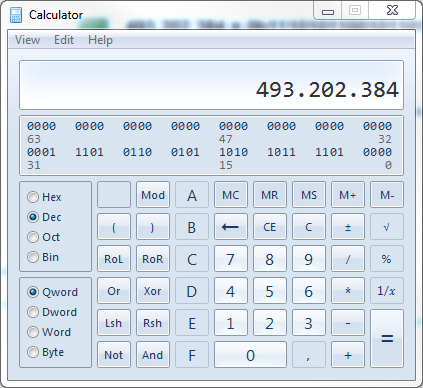 Calculator
View Edit Help
493.202.384
0000 0000 0000 0000 0000 0000 0000 0000
63 47 32
0001 1101 0110 0101 1010 1011 1101 0000
31 15 0
Hex Mod A MC MR MS M+ M-
Dec ( ) B ← CE C ± √
Oct RoL RoR C 7 8 9 / %
Bin
Qword Or Xor D 4 5 6 * 1/x
Dword Lsh Rsh E 1 2 3 - =
Word
Byte Not And F 0 , +